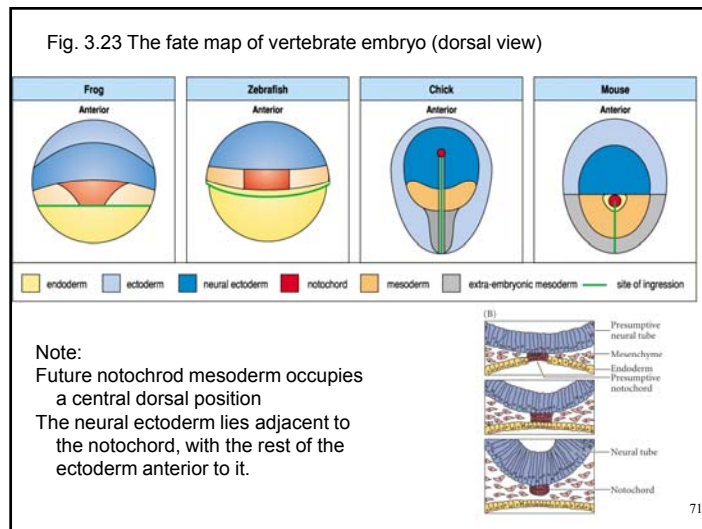 Fig. 3.23 The fate map of vertebrate embryo (dorsal view)
Frog
Zebrafish
Chick
Mouse
Anterior
Anterior
Anterior
Anterior
endoderm
ectoderm
neural ectoderm
notochord
mesoderm
extra-embryonic mesoderm
site of ingression
Note:
Future notochrod mesoderm occupies
a central dorsal position
The neural ectoderm lies adjacent to
the notochord, with the rest of the
ectoderm anterior to it.
(B)
Presumptive
neural tube
Mesenchyme
Endoderm
Presumptive
notochord
Neural tube
Notochord
71